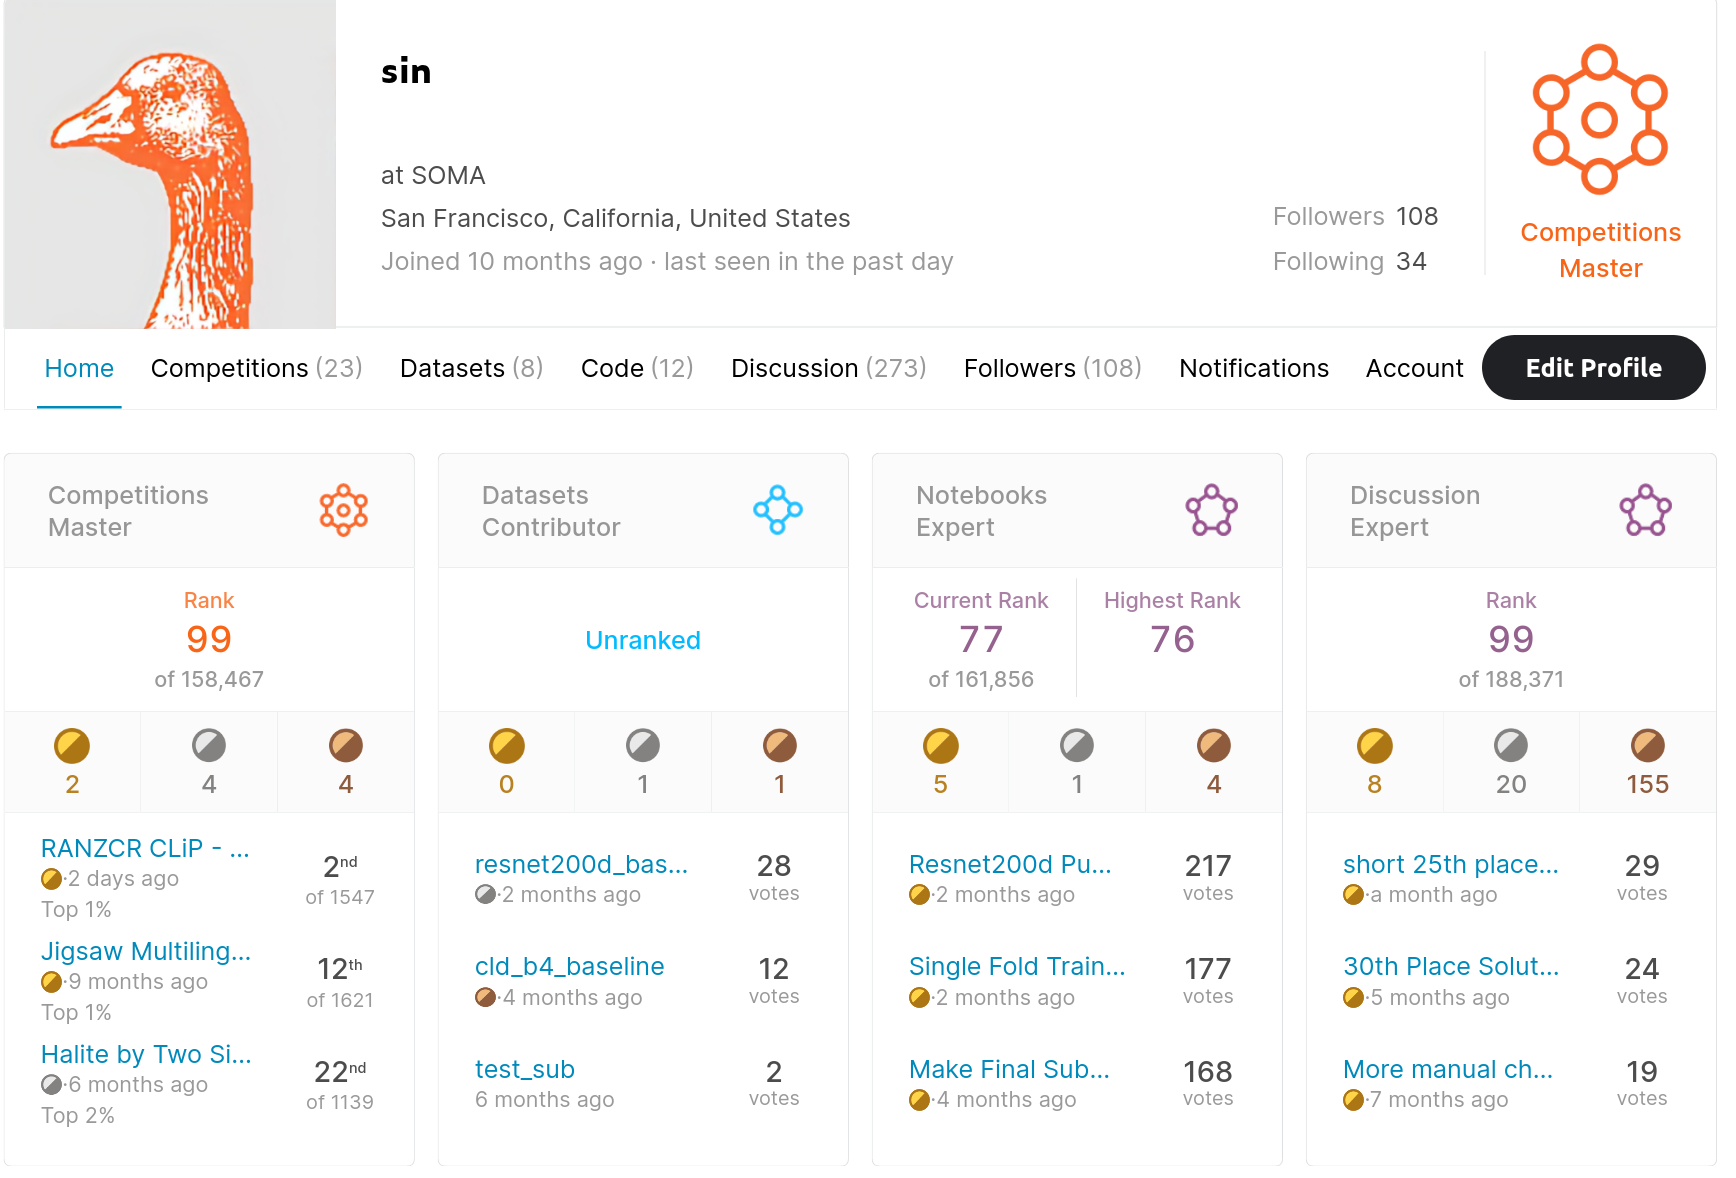 sin
at SOMA
San Francisco, California, United States
Joined 10 months ago · last seen in the past day
Followers 108
Following 34
Competitions
Master
Home Competitions (23) Datasets (8) Code (12) Discussion (273) Followers (108) Notifications Account Edit Profile
Competitions
Master
Rank
99
of 158,467
2 4 4
RANZCR CLiP - ...
2nd
·2 days ago
of 1547
Top 1%
Jigsaw Multiling...
12th
·9 months ago
of 1621
Top 1%
Halite by Two Si...
22nd
·6 months ago
of 1139
Top 2%
Datasets
Contributor
Unranked
0 1 1
resnet200d_bas...
28
·2 months ago
votes
cld_b4_baseline
12
·4 months ago
votes
test_sub
2
6 months ago
votes
Notebooks
Expert
Current Rank
77
of 161,856
Highest Rank
76
5 1 4
Resnet200d Pu...
217
·2 months ago
votes
Single Fold Train...
177
·2 months ago
votes
Make Final Sub...
168
·4 months ago
votes
Discussion
Expert
Rank
99
of 188,371
8 20 155
short 25th place...
29
·a month ago
votes
30th Place Solut...
24
·5 months ago
votes
More manual ch...
19
·7 months ago
votes